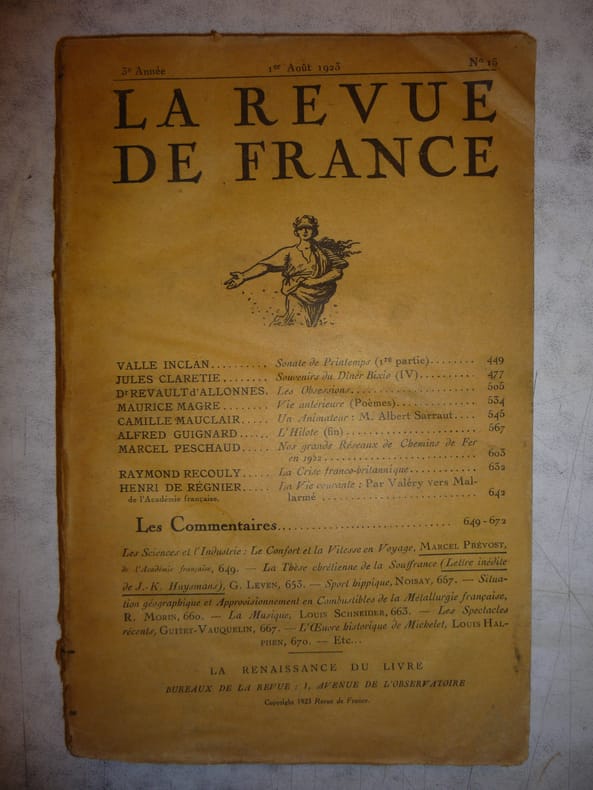 3e Année 1er Août 1923 No 15
LA REVUE
DE FRANCE
VALLE INCLAN.......... Sonate de Printemps (1re partie)........ 449
JULES CLARETIE........ Souvenirs du Dîner Bixio (IV)........ 477
Dr REVAULT d'ALLONNES. Les Obsessions........ 505
MAURICE MAGRE........ Vie antérieure (Poèmes)........ 534
CAMILLE MAUCLAIR..... Un Animateur : M. Albert Sarraut.... 545
ALFRED GUIGNARD..... L'Hilote (fin)........ 567
MARCEL PESCHAUD..... Nos grands Réseaux de Chemins de Fer
en 1922........ 603
RAYMOND RECOULY..... La Crise franco-britannique........ 632
HENRI DE RÉGNIER..... La Vie courante : Par Valéry vers Mal-
de l'Académie française. larmé........ 642
Les Commentaires........ 649-672
Les Sciences et l'Industrie : Le Confort et la Vitesse en Voyage, MARCEL PRÉVOST,
de l'Académie française, 649. — La Thèse chrétienne de la Souffrance (Lettre inédite
de J.-K. Huysmans), G. LEVEN, 653. — Sport hippique, NOISAY, 657. — Situa-
tion géographique et Approvisionnement en Combustibles de la Métallurgie française,
R. MORIN, 660. — La Musique, LOUIS SCHNEIDER, 663. — Les Spectacles
récents, GUITET-VAUQUELIN, 667. — L'Œuvre historique de Michelet, LOUIS HAL-
PHEN, 670. — Etc...
LA RENAISSANCE DU LIVRE
BUREAUX DE LA REVUE : 1, AVENUE DE L'OBSERVATOIRE
Copyright 1923 Revue de France.